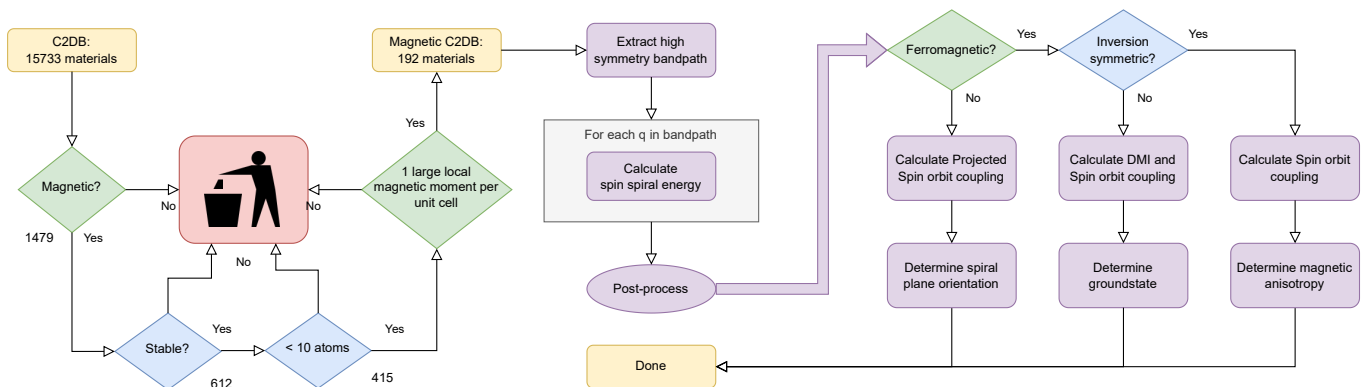 C2DB:
15733 materials
Magnetic?
No
1479
Yes
No
Stable?
Yes
612
< 10 atoms
Yes
415
1 large local
magnetic moment per
unit cell
No
Yes
Magnetic C2DB:
192 materials
Extract high
symmetry bandpath
For each q in bandpath
Calculate
spin spiral energy
Post-process
Ferromagnetic?
Yes
No
Inversion
symmetric?
Yes
No
Calculate Projected
Spin orbit coupling
Calculate DMI and
Spin orbit coupling
Calculate Spin orbit
coupling
Determine spiral
plane orientation
Determine
groundstate
Determine magnetic
anisotropy
Done